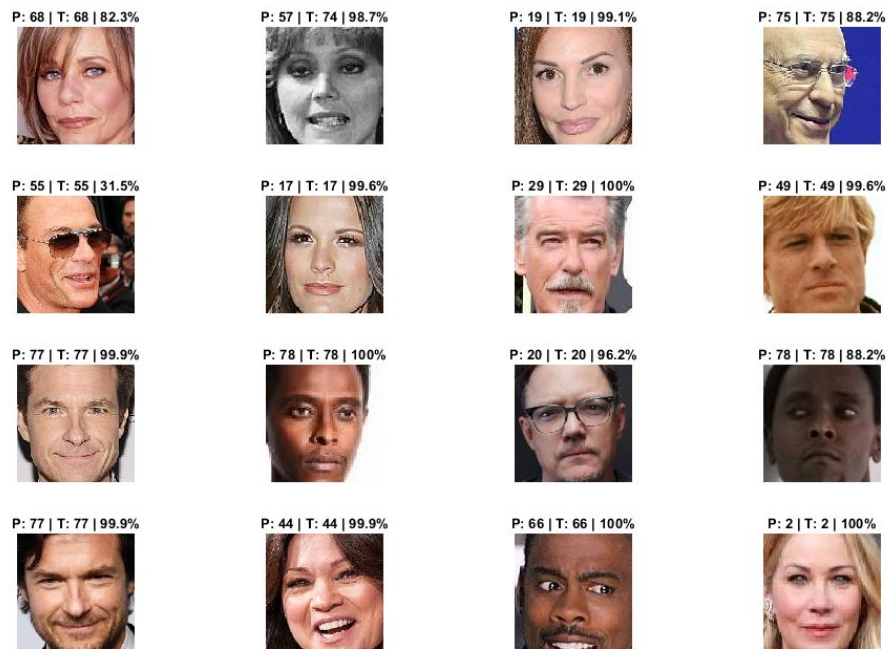 P: 68 | T: 68 | 82.3%
P: 57 | T: 74 | 98.7%
P: 19 | T: 19 | 99.1%
P: 75 | T: 75 | 88.2%
P: 55 | T: 55 | 31.5%
P: 17 | T: 17 | 99.6%
P: 29 | T: 29 | 100%
P: 49 | T: 49 | 99.6%
P: 77 | T: 77 | 99.9%
P: 78 | T: 78 | 100%
P: 20 | T: 20 | 96.2%
P: 78 | T: 78 | 88.2%
P: 77 | T: 77 | 99.9%
P: 44 | T: 44 | 99.9%
P: 66 | T: 66 | 100%
P: 2 | T: 2 | 100%